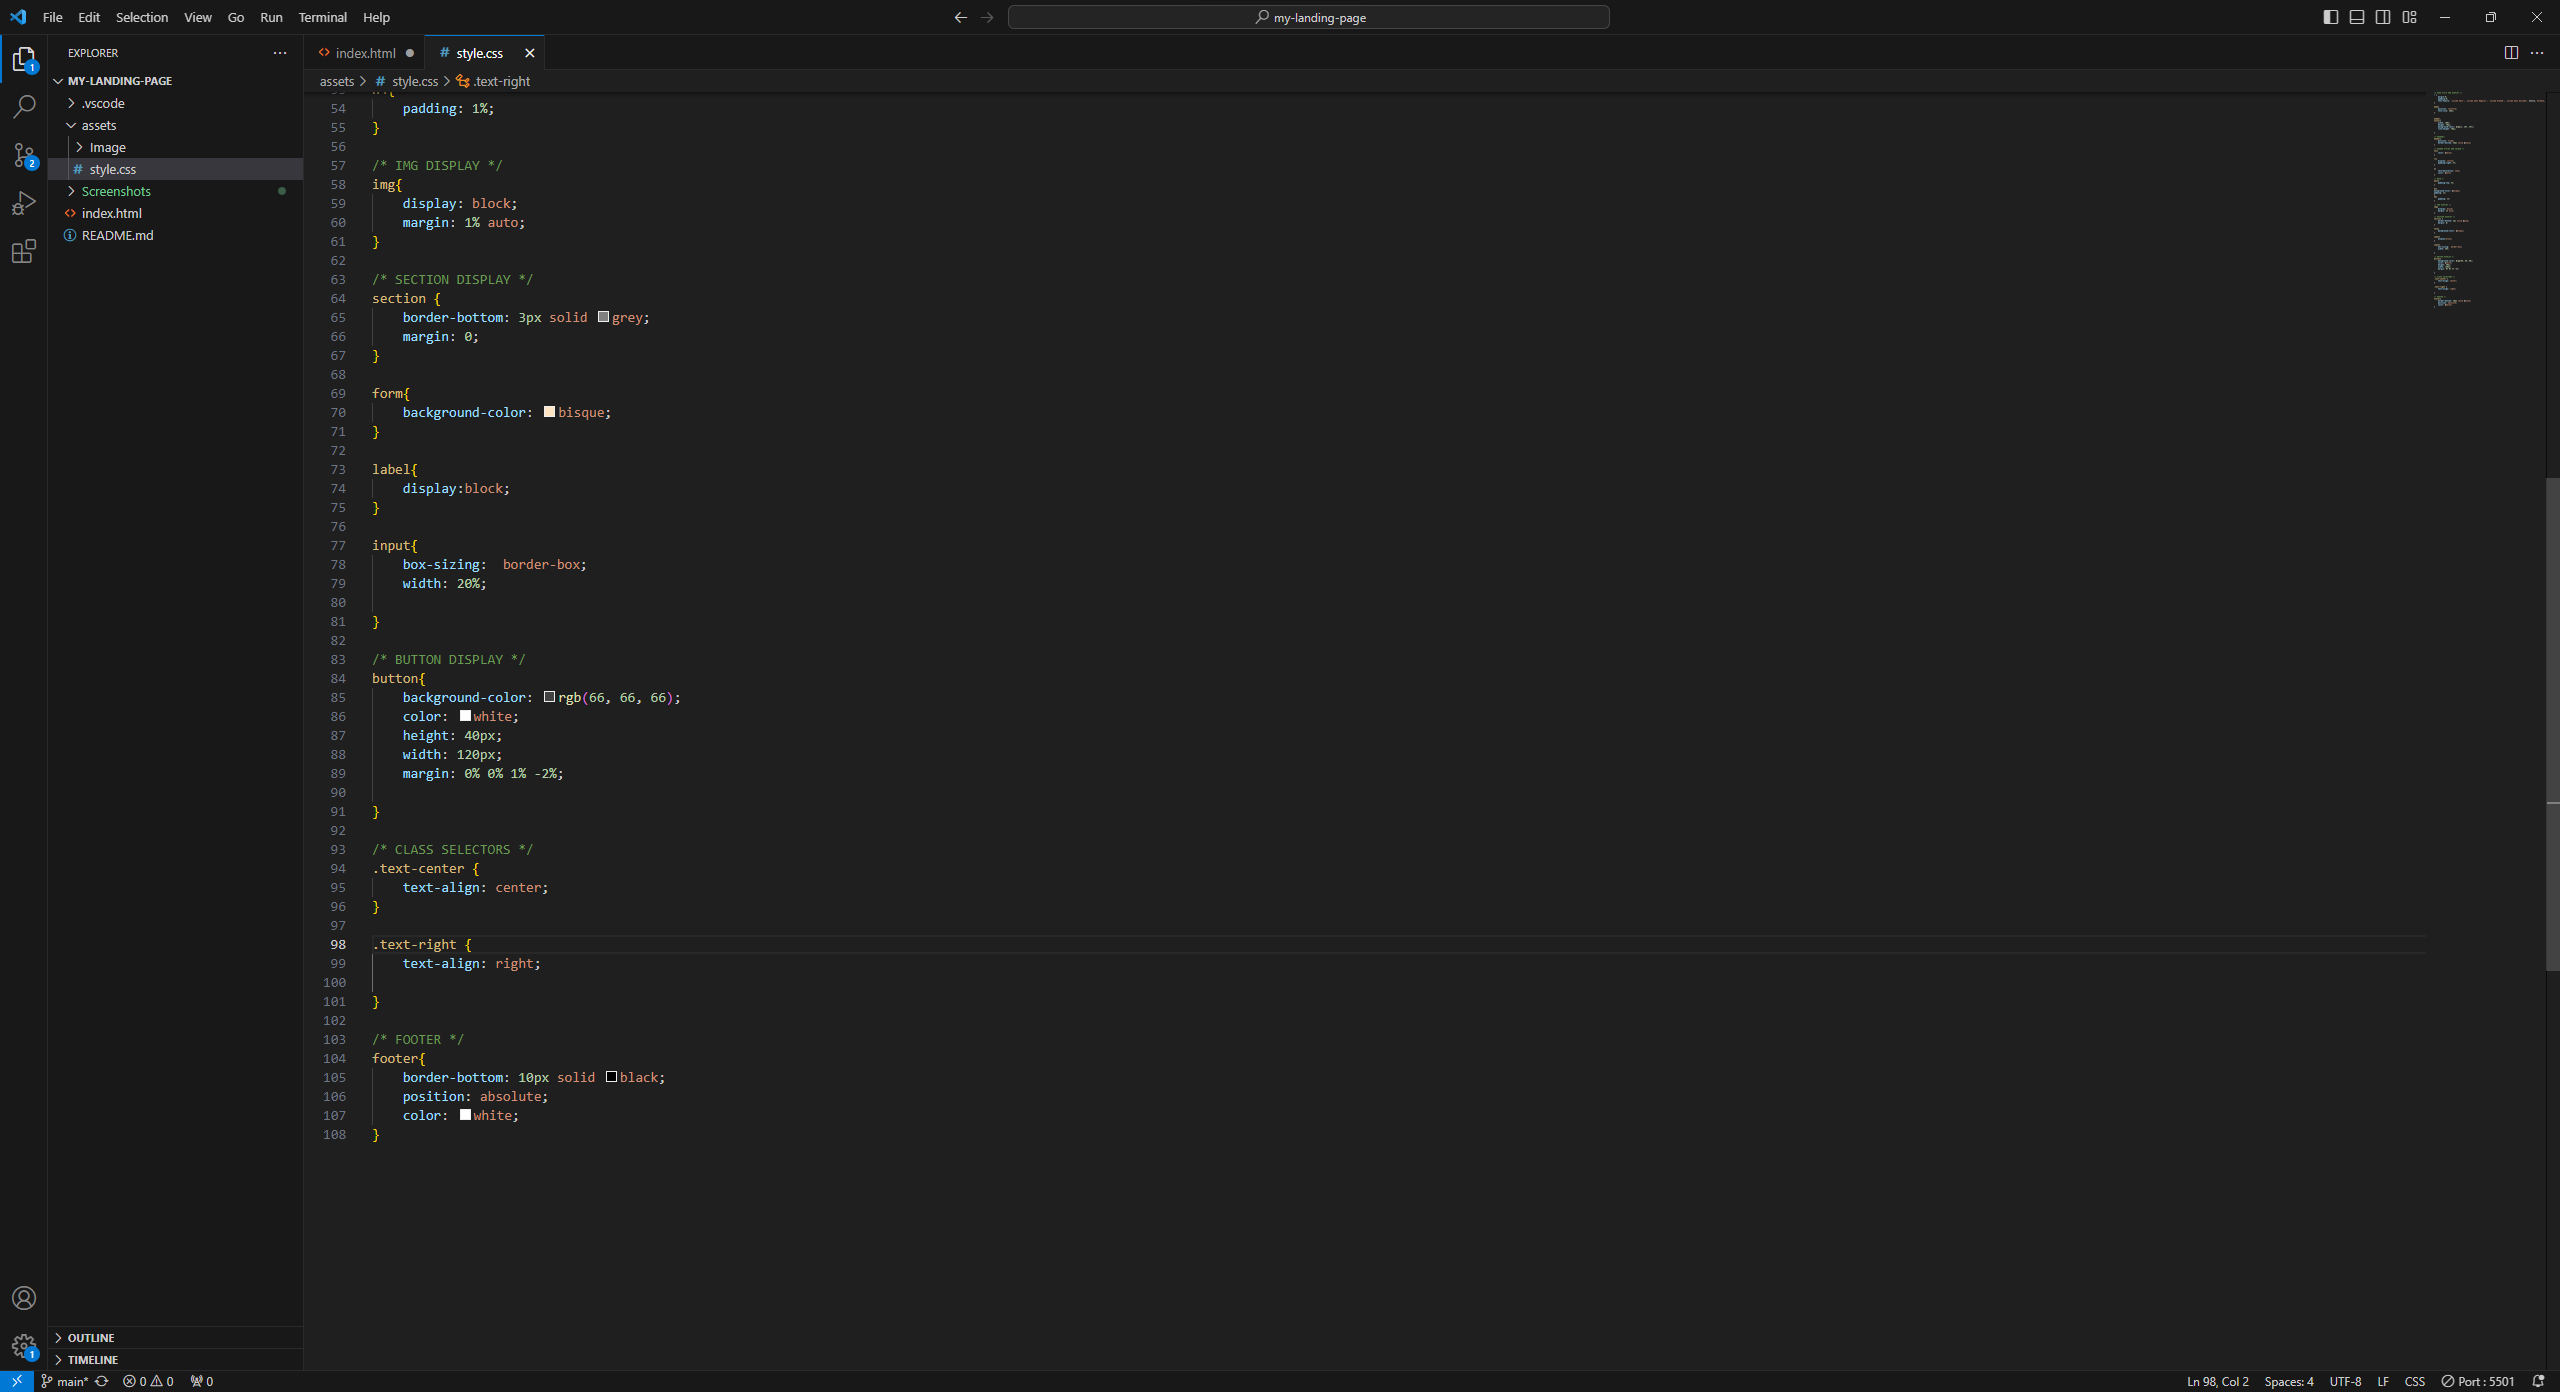 File Edit Selection View Go Run Terminal Help
my-landing-page
EXPLORER
MY-LANDING-PAGE
.vscode
assets
Image
style.css
Screenshots
index.html
README.md
OUTLINE
TIMELINE
index.html
style.css
assets > style.css > .text-right
54 padding: 1%;
55 }
56
57 /* IMG DISPLAY */
58 img{
59 display: block;
60 margin: 1% auto;
61 }
62
63 /* SECTION DISPLAY */
64 section {
65 border-bottom: 3px solid grey;
66 margin: 0;
67 }
68
69 form{
70 background-color: bisque;
71 }
72
73 label{
74 display:block;
75 }
76
77 input{
78 box-sizing:  border-box;
79 width: 20%;
80
81 }
82
83 /* BUTTON DISPLAY */
84 button{
85 background-color: rgb(66, 66, 66);
86 color: white;
87 height: 40px;
88 width: 120px;
89 margin: 0% 0% 1% -2%;
90
91 }
92
93 /* CLASS SELECTORS */
94 .text-center {
95 text-align: center;
96 }
97
98 .text-right {
99 text-align: right;
100
101 }
102
103 /* FOOTER */
104 footer{
105 border-bottom: 10px solid black;
106 position: absolute;
107 color: white;
108 }
1
2
1
main* 0 0 0
Ln 98, Col 2 Spaces: 4 UTF-8 LF CSS Port : 5501